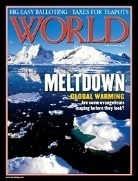 BIG EASY BALLOTING · TAXES FOR TEAPOTS
WORLD
MELTDOWN
GLOBAL WARMING
Are some evangelicals
leaping before they look?